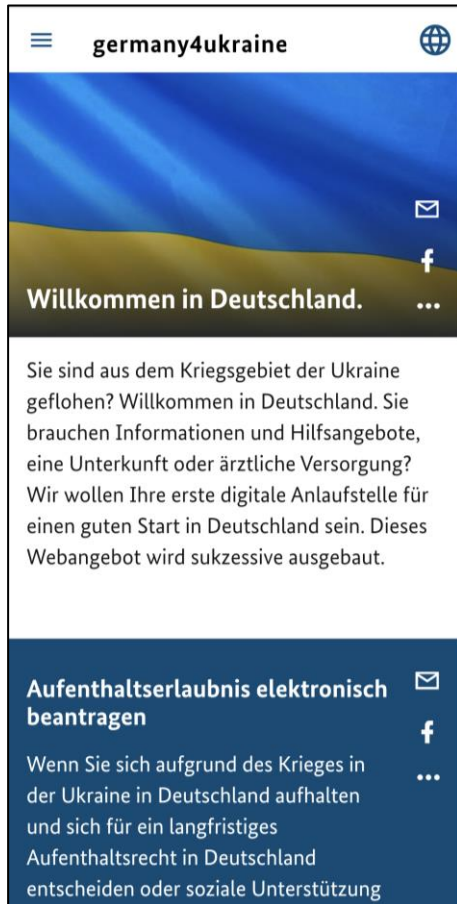 germany4ukraine
Willkommen in Deutschland.
Sie sind aus dem Kriegsgebiet der Ukraine
geflohen? Willkommen in Deutschland. Sie
brauchen Informationen und Hilfsangebote,
eine Unterkunft oder ärztliche Versorgung?
Wir wollen Ihre erste digitale Anlaufstelle für
einen guten Start in Deutschland sein. Dieses
Webangebot wird sukzessive ausgebaut.
Aufenthaltserlaubnis elektronisch
beantragen
Wenn Sie sich aufgrund des Krieges in
der Ukraine in Deutschland aufhalten
und sich für ein langfristiges
Aufenthaltsrecht in Deutschland
entscheiden oder soziale Unterstützung